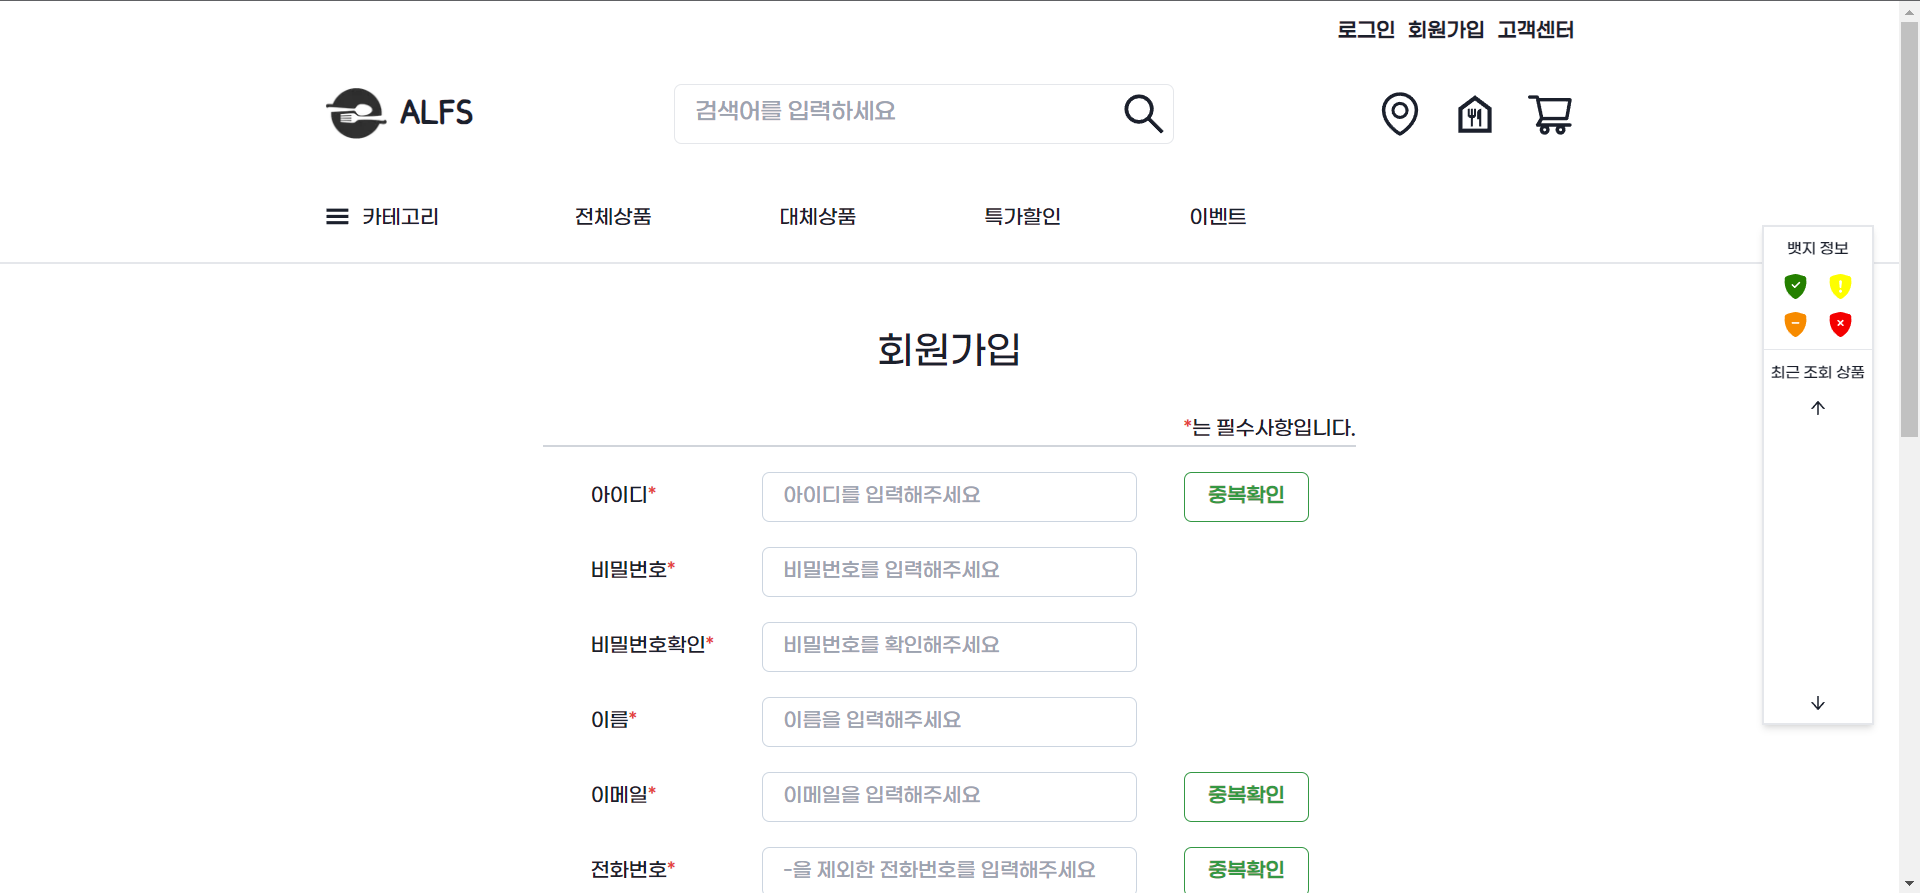 로그인 회원가입 고객센터
ALFS
검색어를 입력하세요
카테고리 전체상품 대체상품 특가할인 이벤트
뱃지 정보
최근 조회 상품
회원가입
*는 필수사항입니다.
아이디* 아이디를 입력해주세요 중복확인
비밀번호* 비밀번호를 입력해주세요
비밀번호확인* 비밀번호를 확인해주세요
이름* 이름을 입력해주세요
이메일* 이메일을 입력해주세요 중복확인
전화번호* -을 제외한 전화번호를 입력해주세요 중복확인